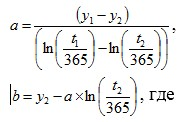 a = (y₁ − y₂) / ((ln(t₁/365) − ln(t₂/365))),
b = y₂ − a × ln(t₂/365), где